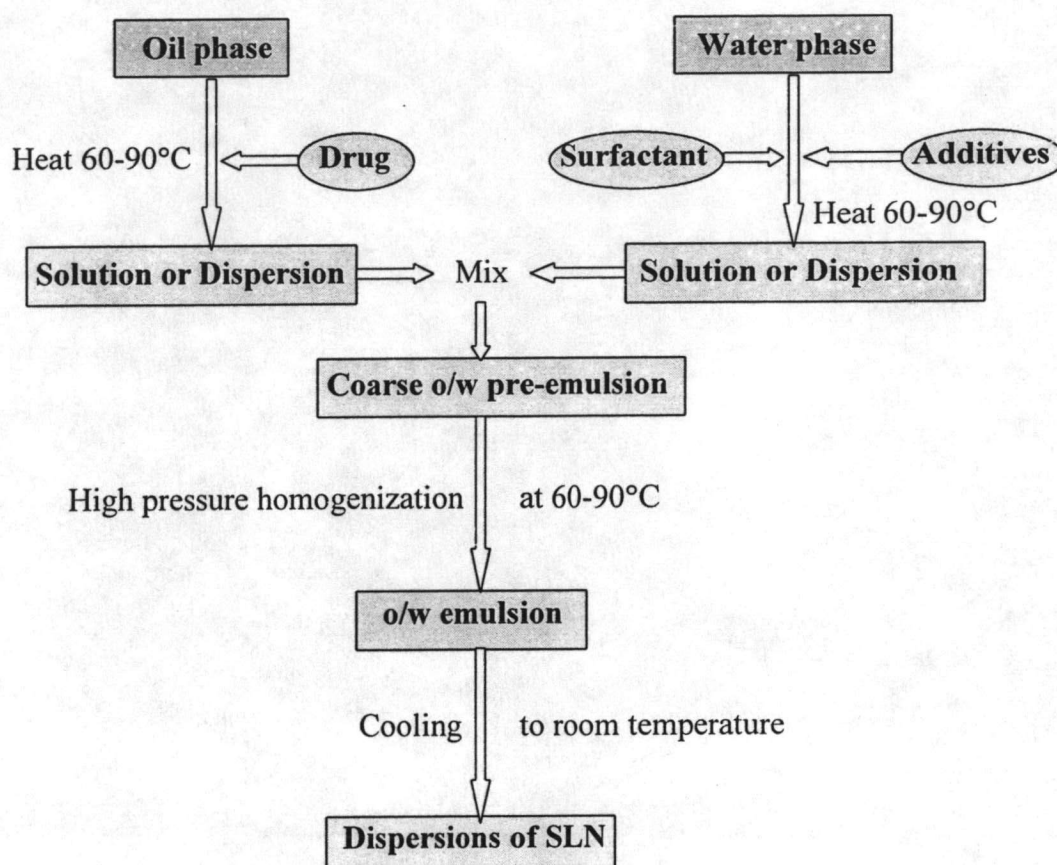 Oil phase
Water phase
Heat 60-90°C
Drug
Surfactant
Additives
Heat 60-90°C
Solution or Dispersion
Mix
Solution or Dispersion
Coarse o/w pre-emulsion
High pressure homogenization
at 60-90°C
o/w emulsion
Cooling
to room temperature
Dispersions of SLN